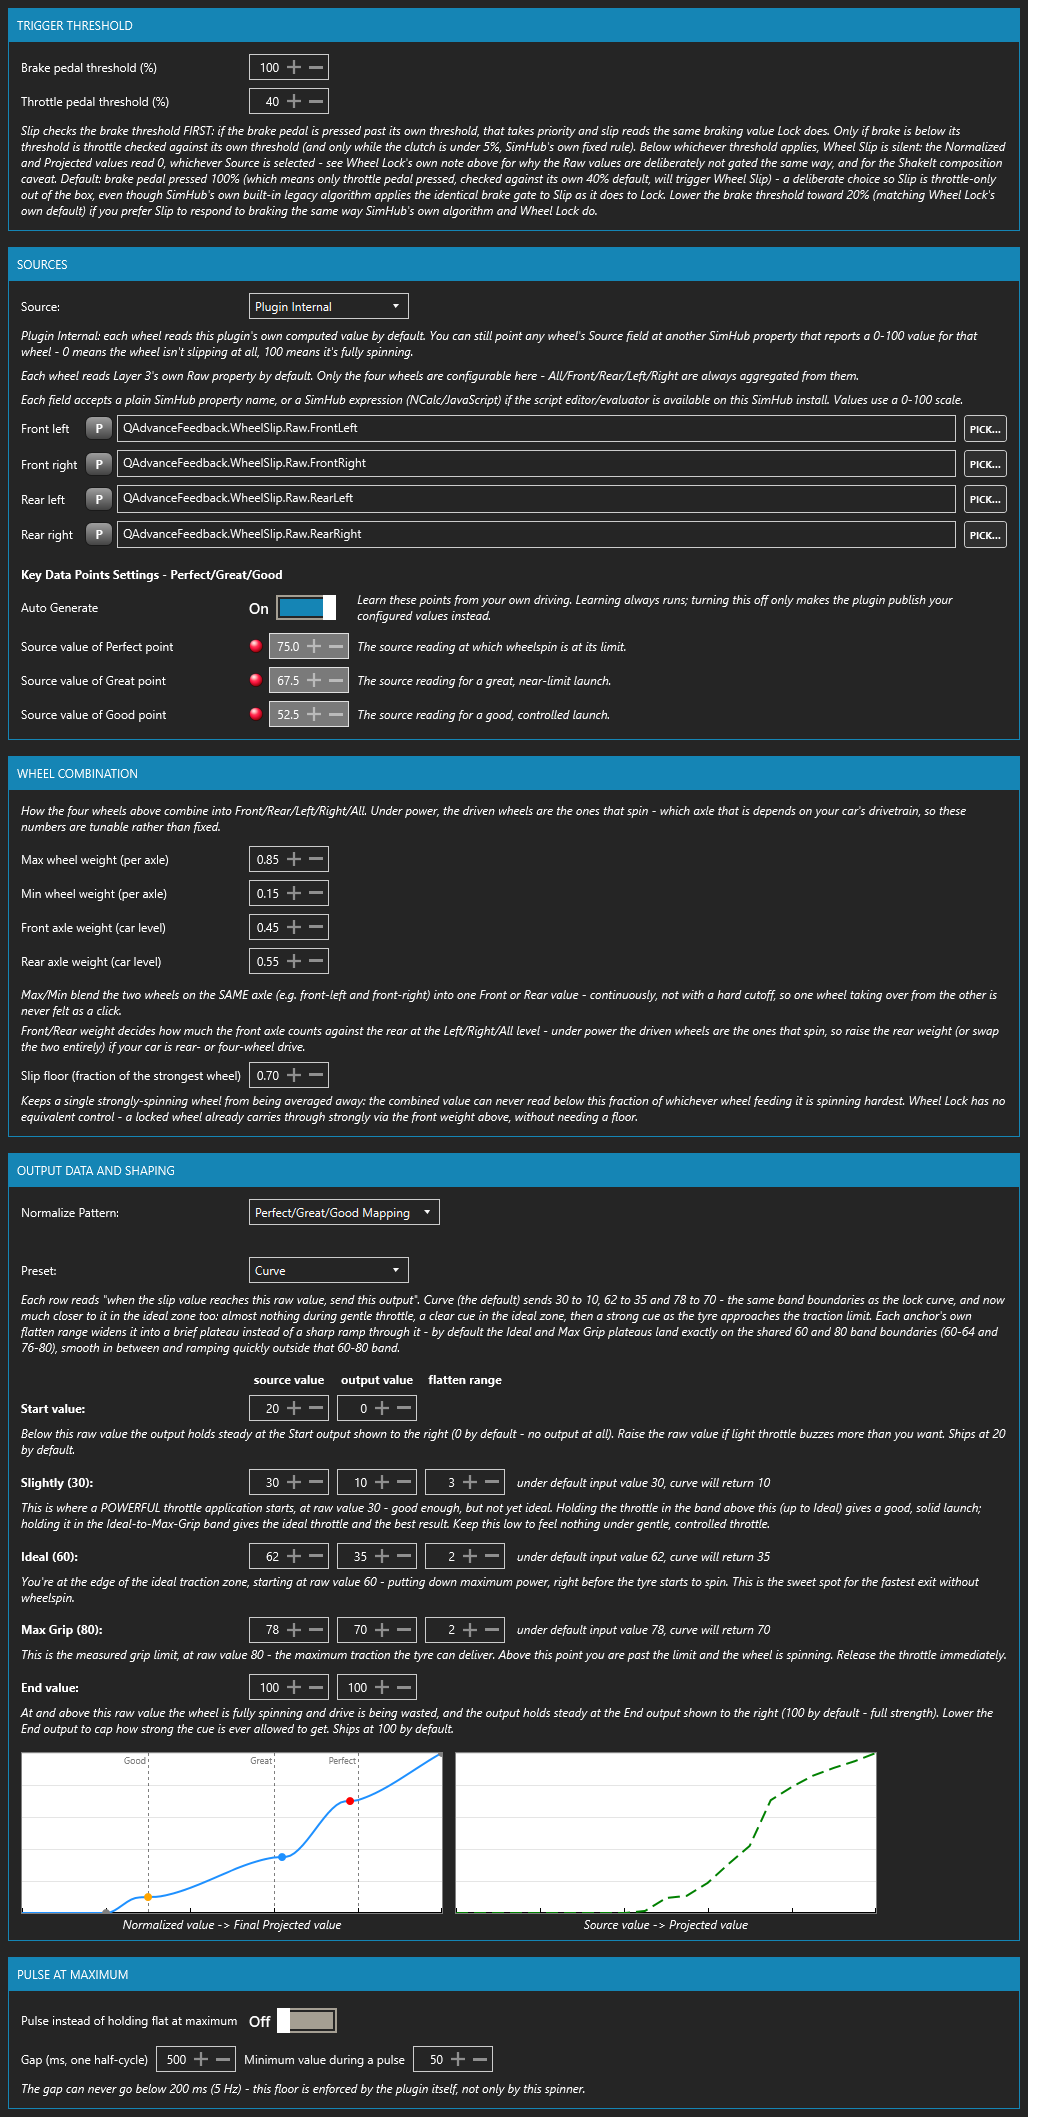 TRIGGER THRESHOLD
Brake pedal threshold (%) 100
Throttle pedal threshold (%) 40
Slip checks the brake threshold FIRST: if the brake pedal is pressed past its own threshold, that takes priority and slip reads the same braking value Lock does. Only if brake is below its
threshold is throttle checked against its own threshold (and only while the clutch is under 5%, SimHub's own fixed rule). Below whichever threshold applies, Wheel Slip is silent: the Normalized
and Projected values read 0, whichever Source is selected - see Wheel Lock's own note above for why the Raw values are deliberately not gated the same way, and for the ShakeIt composition
caveat. Default: brake pedal pressed 100% (which means only throttle pedal pressed, checked against its own 40% default, will trigger Wheel Slip) - a deliberate choice so Slip is throttle-only
out of the box, even though SimHub's own built-in legacy algorithm applies the identical brake gate to Slip as it does to Lock. Lower the brake threshold toward 20% (matching Wheel Lock's
own default) if you prefer Slip to respond to braking the same way SimHub's own algorithm and Wheel Lock do.
SOURCES
Source: Plugin Internal
Plugin Internal: each wheel reads this plugin's own computed value by default. You can still point any wheel's Source field at another SimHub property that reports a 0-100 value for that
wheel - 0 means the wheel isn't slipping at all, 100 means it's fully spinning.
Each wheel reads Layer 3's own Raw property by default. Only the four wheels are configurable here - All/Front/Rear/Left/Right are always aggregated from them.
Each field accepts a plain SimHub property name, or a SimHub expression (NCalc/JavaScript) if the script editor/evaluator is available on this SimHub install. Values use a 0-100 scale.
Front left P QAdvanceFeedback.WheelSlip.Raw.FrontLeft PICK...
Front right P QAdvanceFeedback.WheelSlip.Raw.FrontRight PICK...
Rear left P QAdvanceFeedback.WheelSlip.Raw.RearLeft PICK...
Rear right P QAdvanceFeedback.WheelSlip.Raw.RearRight PICK...
Key Data Points Settings - Perfect/Great/Good
Auto Generate On Learn these points from your own driving. Learning always runs; turning this off only makes the plugin publish your
configured values instead.
Source value of Perfect point 75.0 The source reading at which wheelspin is at its limit.
Source value of Great point 67.5 The source reading for a great, near-limit launch.
Source value of Good point 52.5 The source reading for a good, controlled launch.
WHEEL COMBINATION
How the four wheels above combine into Front/Rear/Left/Right/All. Under power, the driven wheels are the ones that spin - which axle that is depends on your car's drivetrain, so these
numbers are tunable rather than fixed.
Max wheel weight (per axle) 0.85
Min wheel weight (per axle) 0.15
Front axle weight (car level) 0.45
Rear axle weight (car level) 0.55
Max/Min blend the two wheels on the SAME axle (e.g. front-left and front-right) into one Front or Rear value - continuously, not with a hard cutoff, so one wheel taking over from the other is
never felt as a click.
Front/Rear weight decides how much the front axle counts against the rear at the Left/Right/All level - under power the driven wheels are the ones that spin, so raise the rear weight (or swap
the two entirely) if your car is rear- or four-wheel drive.
Slip floor (fraction of the strongest wheel) 0.70
Keeps a single strongly-spinning wheel from being averaged away: the combined value can never read below this fraction of whichever wheel feeding it is spinning hardest. Wheel Lock has no
equivalent control - a locked wheel already carries through strongly via the front weight above, without needing a floor.
OUTPUT DATA AND SHAPING
Normalize Pattern: Perfect/Great/Good Mapping
Preset: Curve
Each row reads "when the slip value reaches this raw value, send this output". Curve (the default) sends 30 to 10, 62 to 35 and 78 to 70 - the same band boundaries as the lock curve, and now
much closer to it in the ideal zone too: almost nothing during gentle throttle, a clear cue in the ideal zone, then a strong cue as the tyre approaches the traction limit. Each anchor's own
flatten range widens it into a brief plateau instead of a sharp ramp through it - by default the Ideal and Max Grip plateaus land exactly on the shared 60 and 80 band boundaries (60-64 and
76-80), smooth in between and ramping quickly outside that 60-80 band.
source value output value flatten range
Start value: 20 0
Below this raw value the output holds steady at the Start output shown to the right (0 by default - no output at all). Raise the raw value if light throttle buzzes more than you want. Ships at 20
by default.
Slightly (30): 30 10 3 under default input value 30, curve will return 10
This is where a POWERFUL throttle application starts, at raw value 30 - good enough, but not yet ideal. Holding the throttle in the band above this (up to Ideal) gives a good, solid launch;
holding it in the Ideal-to-Max-Grip band gives the ideal throttle and the best result. Keep this low to feel nothing under gentle, controlled throttle.
Ideal (60): 62 35 2 under default input value 62, curve will return 35
You're at the edge of the ideal traction zone, starting at raw value 60 - putting down maximum power, right before the tyre starts to spin. This is the sweet spot for the fastest exit without
wheelspin.
Max Grip (80): 78 70 2 under default input value 78, curve will return 70
This is the measured grip limit, at raw value 80 - the maximum traction the tyre can deliver. Above this point you are past the limit and the wheel is spinning. Release the throttle immediately.
End value: 100 100
At and above this raw value the wheel is fully spinning and drive is being wasted, and the output holds steady at the End output shown to the right (100 by default - full strength). Lower the
End output to cap how strong the cue is ever allowed to get. Ships at 100 by default.
Good Great Perfect
Normalized value -> Final Projected value Source value -> Projected value
PULSE AT MAXIMUM
Pulse instead of holding flat at maximum Off
Gap (ms, one half-cycle) 500 Minimum value during a pulse 50
The gap can never go below 200 ms (5 Hz) - this floor is enforced by the plugin itself, not only by this spinner.